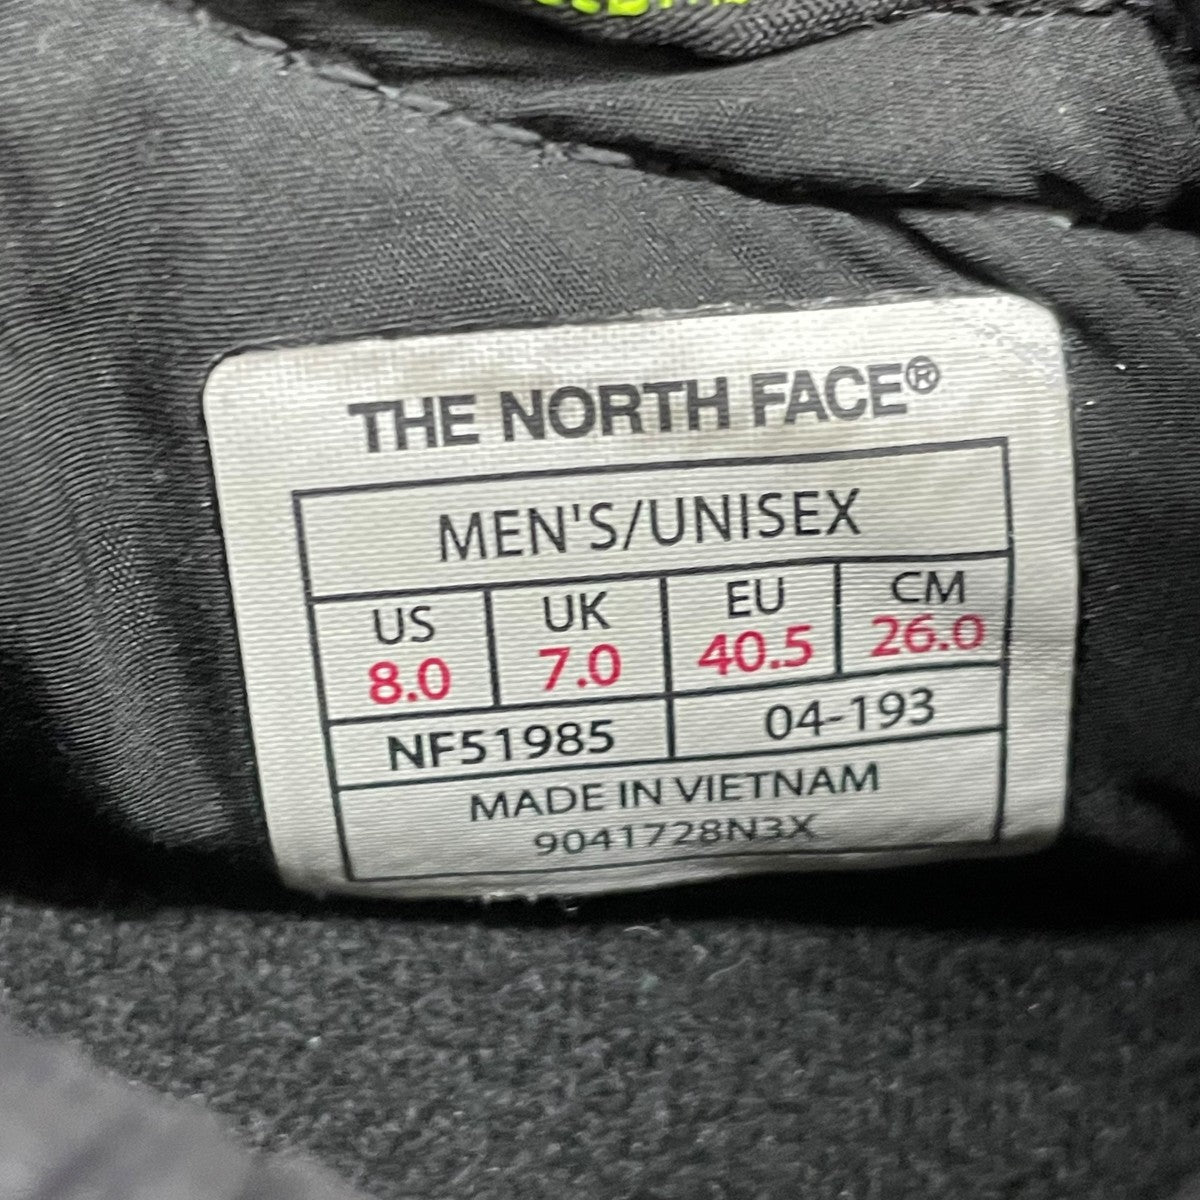 THE NORTH FACE®
MEN'S/UNISEX
US UK EU CM
8.0 7.0 40.5 26.0
NF51985 04-193
MADE IN VIETNAM
9041728N3X